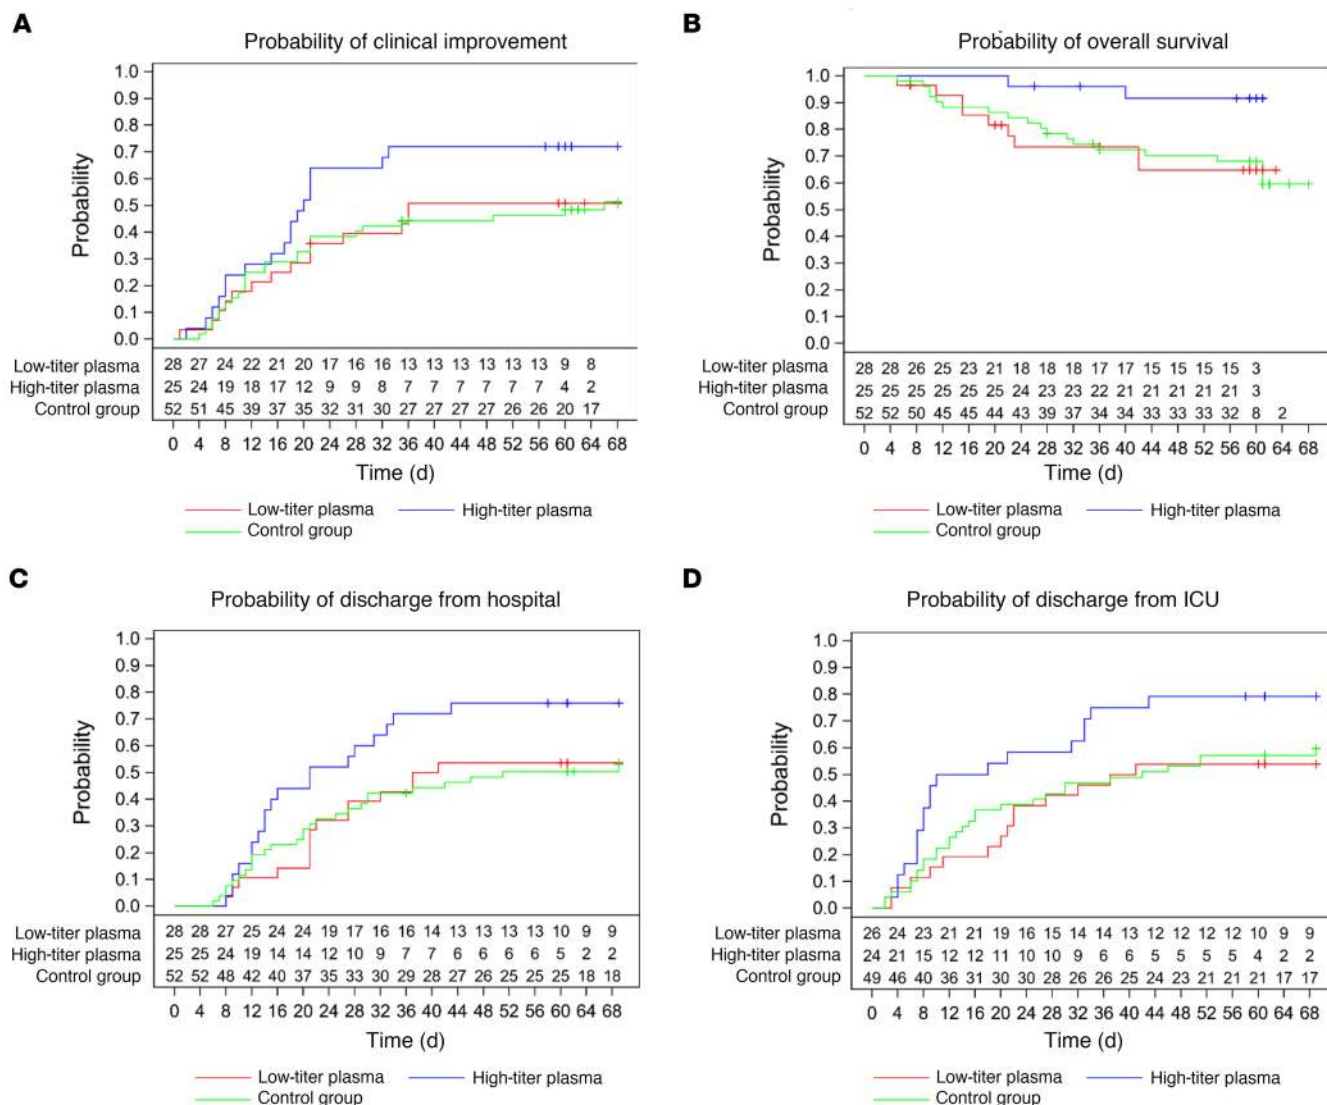 A
Probability of clinical improvement
1.0
0.9
0.8
0.7
0.6
0.5
0.4
0.3
0.2
0.1
0.0
Probability
Low-titer plasma 28 27 24 22 21 20 17 16 16 13 13 13 13 13 13 9 8
High-titer plasma 25 24 19 18 17 12 9 9 8 7 7 7 7 7 7 4 2
Control group 52 51 45 39 37 35 32 31 30 27 27 27 27 26 26 20 17
0 4 8 12 16 20 24 28 32 36 40 44 48 52 56 60 64 68
Time (d)
Low-titer plasma High-titer plasma
Control group
B
Probability of overall survival
1.0
0.9
0.8
0.7
0.6
0.5
0.4
0.3
0.2
0.1
0.0
Probability
Low-titer plasma 28 28 26 25 23 21 18 18 18 17 17 15 15 15 15 3
High-titer plasma 25 25 25 25 25 25 24 23 23 22 21 21 21 21 21 3
Control group 52 52 50 45 45 44 43 39 37 34 34 33 33 33 32 8 2
0 4 8 12 16 20 24 28 32 36 40 44 48 52 56 60 64 68
Time (d)
Low-titer plasma High-titer plasma
Control group
C
Probability of discharge from hospital
1.0
0.9
0.8
0.7
0.6
0.5
0.4
0.3
0.2
0.1
0.0
Probability
Low-titer plasma 28 28 27 25 24 24 19 17 16 16 14 13 13 13 13 10 9 9
High-titer plasma 25 25 24 19 14 14 12 10 9 7 7 6 6 6 6 5 2 2
Control group 52 52 48 42 40 37 35 33 30 29 28 27 26 25 25 25 18 18
0 4 8 12 16 20 24 28 32 36 40 44 48 52 56 60 64 68
Time (d)
Low-titer plasma High-titer plasma
Control group
D
Probability of discharge from ICU
1.0
0.9
0.8
0.7
0.6
0.5
0.4
0.3
0.2
0.1
0.0
Probability
Low-titer plasma 26 24 23 21 21 19 16 15 14 14 13 12 12 12 12 10 9 9
High-titer plasma 24 21 15 12 12 11 10 10 9 6 6 5 5 5 5 4 2 2
Control group 49 46 40 36 31 30 30 28 26 26 25 24 23 21 21 21 17 17
0 4 8 12 16 20 24 28 32 36 40 44 48 52 56 60 64 68
Time (d)
Low-titer plasma High-titer plasma
Control group